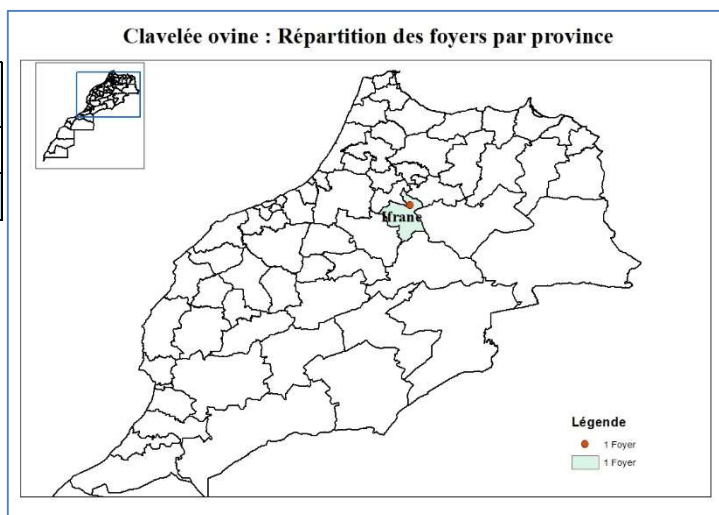 Clavelée ovine : Répartition des foyers par province
Ifrane
Légende
1 Foyer
1 Foyer